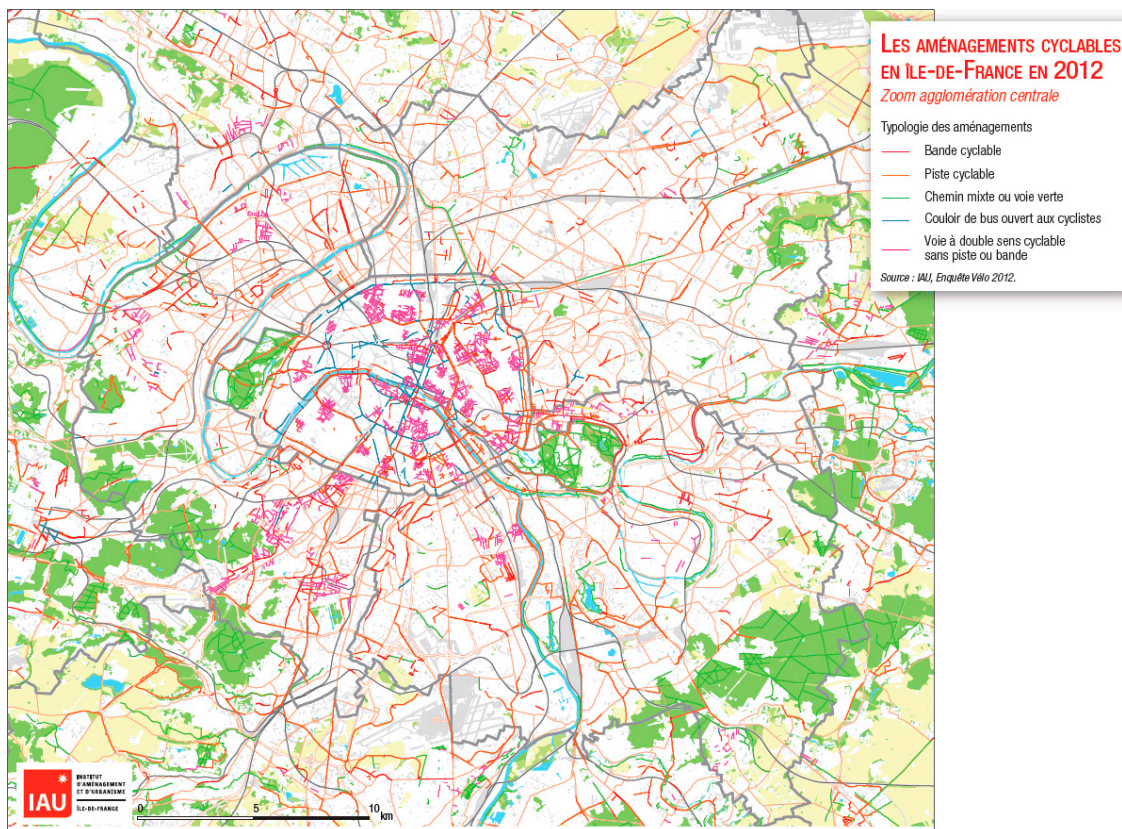 LES AMÉNAGEMENTS CYCLABLES
EN ÎLE-DE-FRANCE EN 2012
Zoom agglomération centrale
Typologie des aménagements
Bande cyclable
Piste cyclable
Chemin mixte ou voie verte
Couloir de bus ouvert aux cyclistes
Voie à double sens cyclable
sans piste ou bande
Source : IAU, Enquête Vélo 2012.
IAU
INSTITUT
D'AMÉNAGEMENT
ET D'URBANISME
ÎLE-DE-FRANCE
0 5 10
km